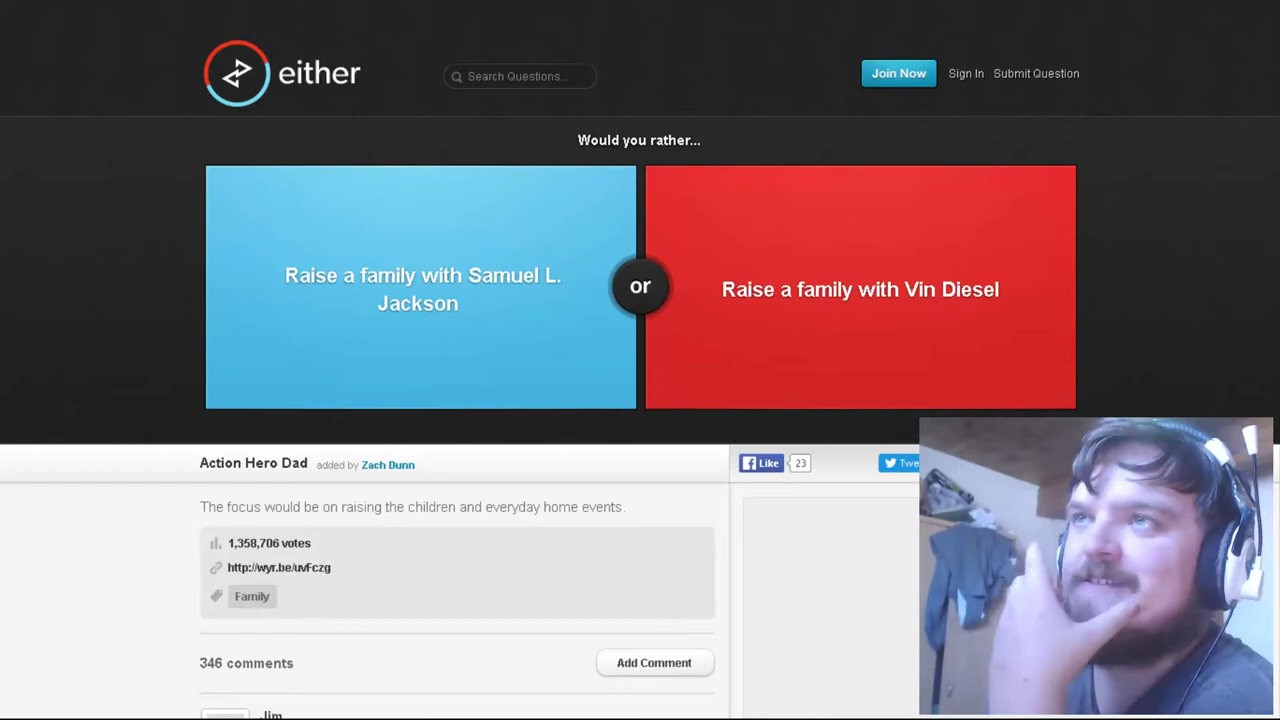 either
Search Questions...
Join Now
Sign In
Submit Question
Would you rather...
Raise a family with Samuel L.
Jackson
or
Raise a family with Vin Diesel
Action Hero Dad
added by Zach Dunn
Like
23
Twe
The focus would be on raising the children and everyday home events.
1,358,706 votes
http://wyr.be/uvFczg
Family
346 comments
Add Comment
Jim